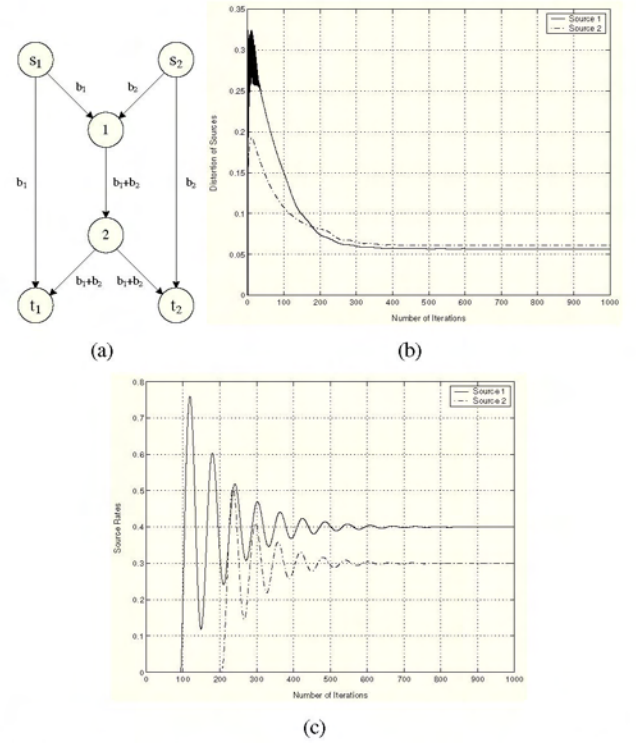 s1
s2
b1
b2
1
b1
b1+b2
b2
2
b1+b2
b1+b2
t1
t2
(a)
Source 1
Source 2
Distortion of Sources
0.35
0.3
0.25
0.2
0.15
0.1
0.05
0
0 100 200 300 400 500 600 700 800 900 1000
Number of Iterations
(b)
Source 1
Source 2
Source Rates
0.8
0.7
0.6
0.5
0.4
0.3
0.2
0.1
0
0 100 200 300 400 500 600 700 800 900 1000
Number of Iterations
(c)